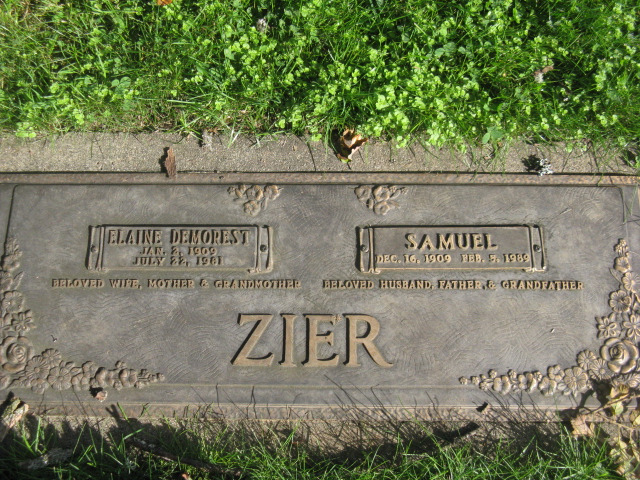 ELAINE DEMOREST
JAN. 2, 1909
JULY 22, 1981
BELOVED WIFE, MOTHER & GRANDMOTHER
SAMUEL
DEC. 16, 1909 FEB. 5, 1989
BELOVED HUSBAND, FATHER, & GRANDFATHER
ZIER